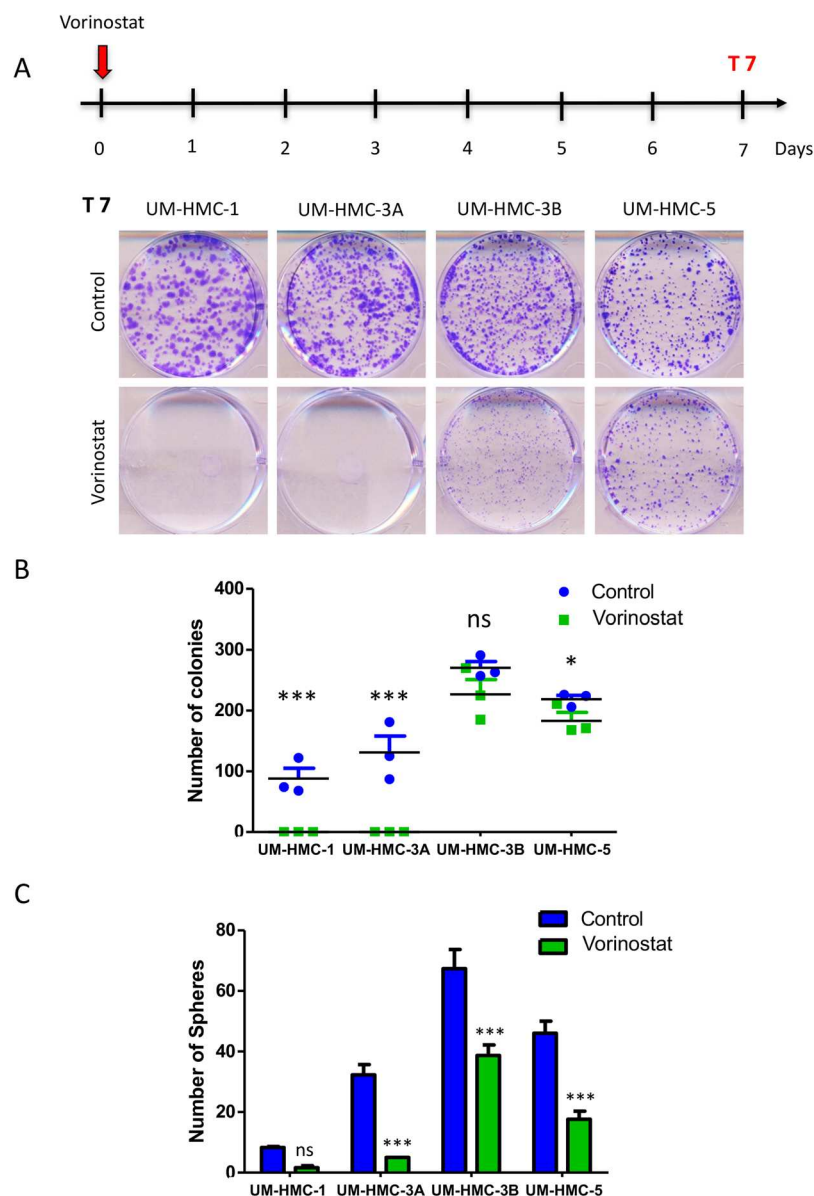 Vorinostat
A
T 7
0 1 2 3 4 5 6 7 Days
T 7 UM-HMC-1 UM-HMC-3A UM-HMC-3B UM-HMC-5
Control
Vorinostat
B
400
300
200
100
0
Number of colonies
Control
Vorinostat
ns
*
*** ***
UM-HMC-1 UM-HMC-3A UM-HMC-3B UM-HMC-5
C
80
60
40
20
0
Number of Spheres
Control
Vorinostat
***
***
***
ns
UM-HMC-1 UM-HMC-3A UM-HMC-3B UM-HMC-5